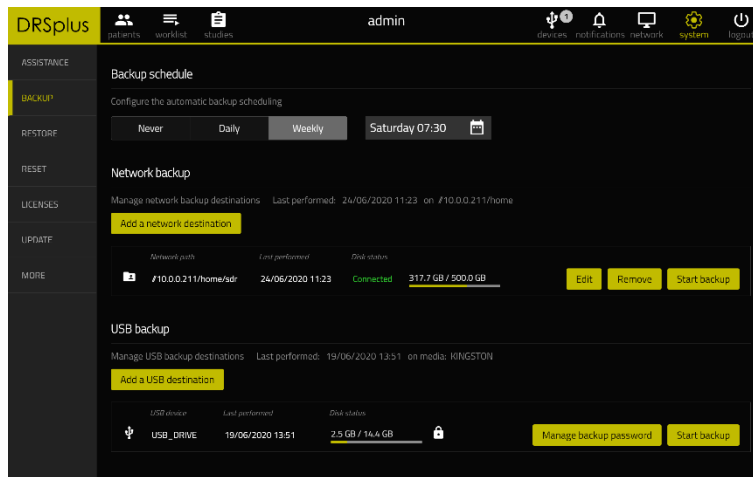 DRSplus
patients worklist studies
admin
1
devices notifications network system logout
ASSISTANCE
BACKUP
RESTORE
RESET
LICENSES
UPDATE
MORE
Backup schedule
Configure the automatic backup scheduling
Never Daily Weekly Saturday 07:30
Network backup
Manage network backup destinations Last performed: 24/06/2020 11:23 on //10.0.0.211/home
Add a network destination
Network path Last performed Disk status
//10.0.0.211/home/sdr 24/06/2020 11:23 Connected 317.7 GB / 500.0 GB Edit Remove Start backup
USB backup
Manage USB backup destinations Last performed: 19/06/2020 13:51 on media: KINGSTON
Add a USB destination
USB device Last performed Disk status
USB_DRIVE 19/06/2020 13:51 2.5 GB / 14.4 GB Manage backup password Start backup